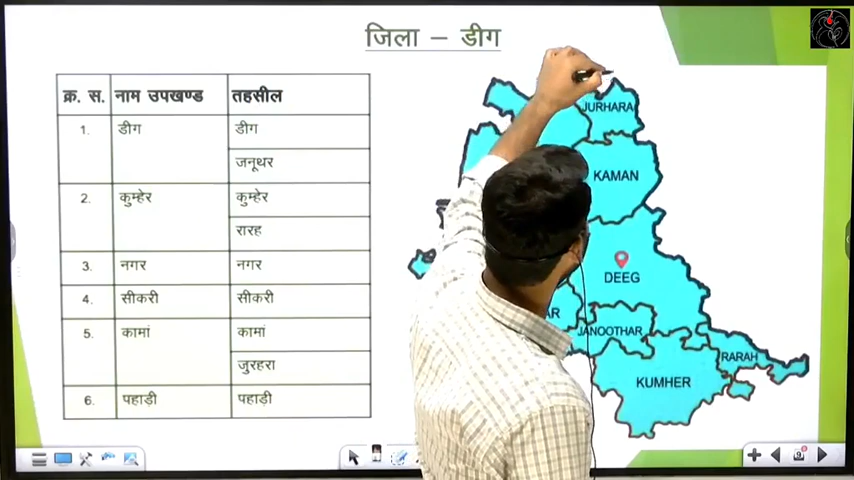 जिला – डीग
क्र. स. नाम उपखण्ड तहसील
1. डीग डीग
जनूथर
2. कुम्हेर कुम्हेर
रारह
3. नगर नगर
4. सीकरी सीकरी
5. कामां कामां
जुरहरा
6. पहाड़ी पहाड़ी
JURHARA
KAMAN
DEEG
JANOOTHAR
RARAH
KUMHER